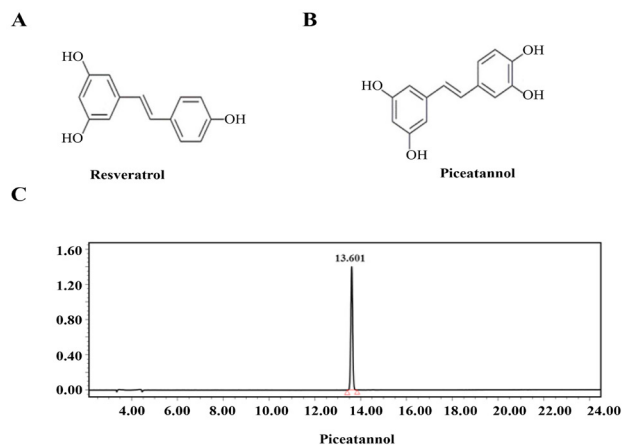 A
B
HO
HO
OH
Resveratrol
HO
OH
OH
OH
Piceatannol
C
13.601
1.60
1.20
0.80
0.40
0.00
4.00 6.00 8.00 10.00 12.00 14.00 16.00 18.00 20.00 22.00 24.00
Piceatannol